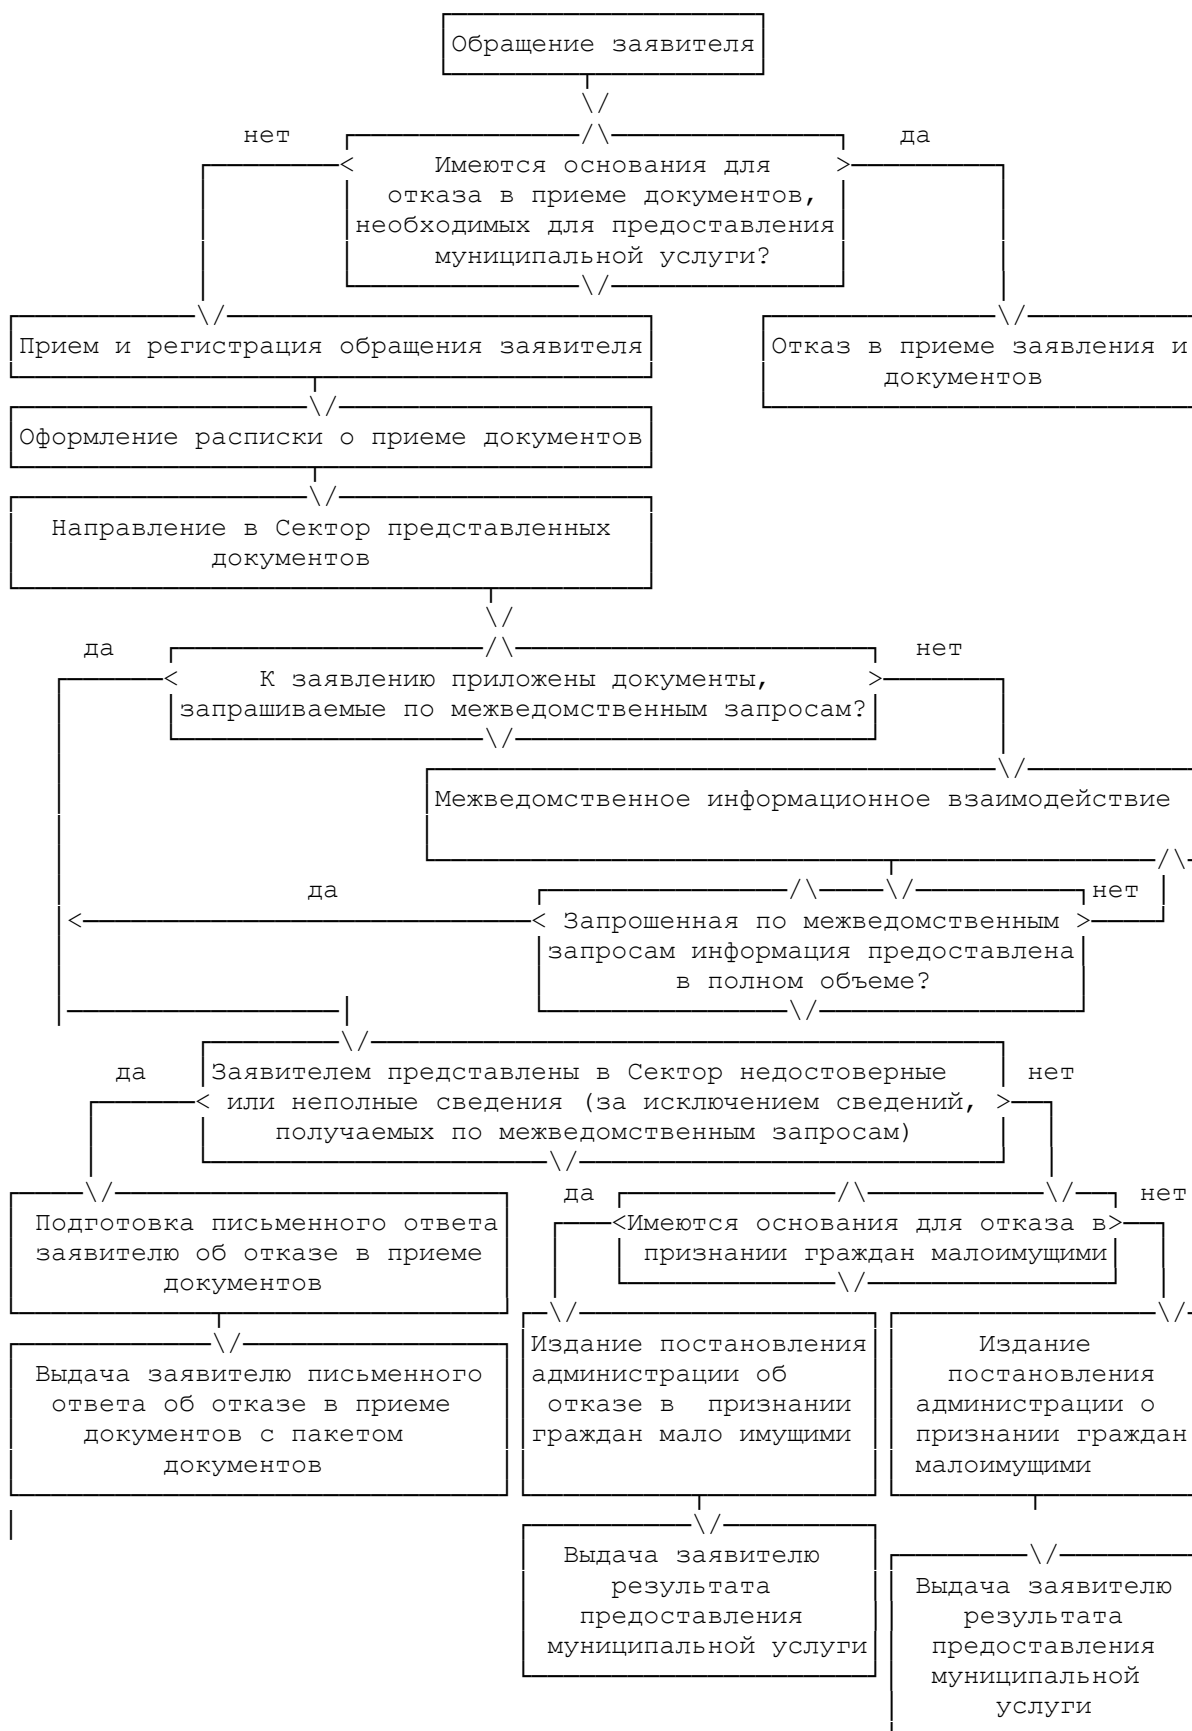 Обращение заявителя
нет
да
Имеются основания для
отказа в приеме документов,
необходимых для предоставления
муниципальной услуги?
Прием и регистрация обращения заявителя
Отказ в приеме заявления и
документов
Оформление расписки о приеме документов
Направление в Сектор представленных
документов
да
нет
К заявлению приложены документы,
запрашиваемые по межведомственным запросам?
Межведомственное информационное взаимодействие
да
нет
Запрошенная по межведомственным
запросам информация предоставлена
в полном объеме?
да
нет
Заявителем представлены в Сектор недостоверные
или неполные сведения (за исключением сведений,
получаемых по межведомственным запросам)
да
нет
Подготовка письменного ответа
заявителю об отказе в приеме
документов
Имеются основания для отказа в
признании граждан малоимущими
Выдача заявителю письменного
ответа об отказе в приеме
документов с пакетом
документов
Издание постановления
администрации об
отказе в признании
граждан мало имущими
Издание
постановления
администрации о
признании граждан
малоимущими
Выдача заявителю
результата
предоставления
муниципальной услуги
Выдача заявителю
результата
предоставления
муниципальной
услуги